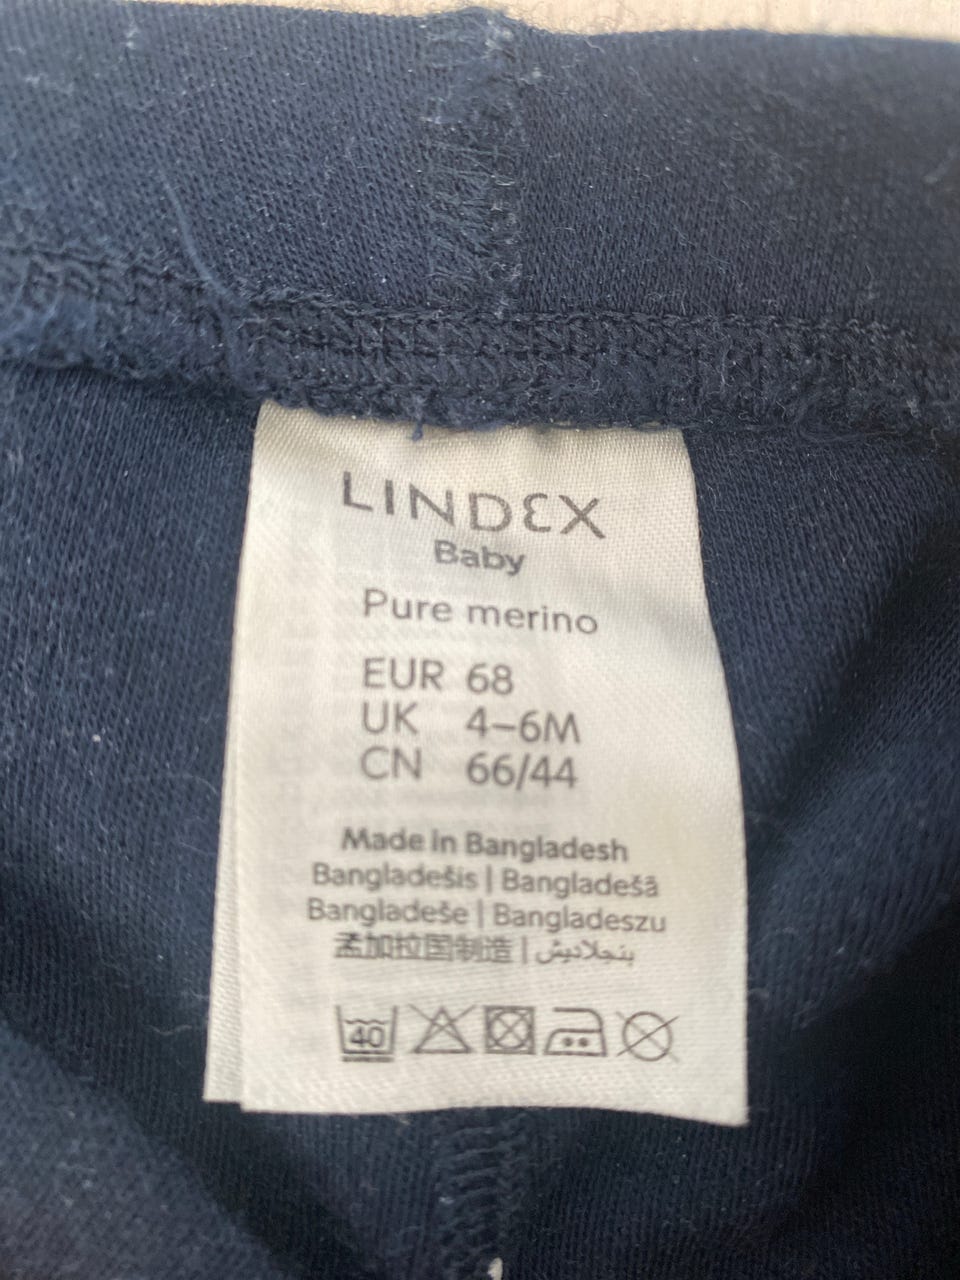 LINDEX
Baby
Pure merino
EUR 68
UK 4–6M
CN 66/44
Made in Bangladesh
Bangladešis | Bangladešā
Bangladeše | Bangladeszu
孟加拉国制造 | بنجلاديش
40